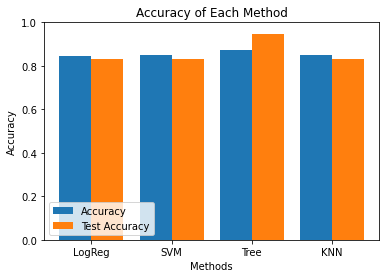 Accuracy of Each Method
Accuracy
1.0
0.8
0.6
0.4
0.2
0.0
Accuracy
Test Accuracy
LogReg SVM Tree KNN
Methods